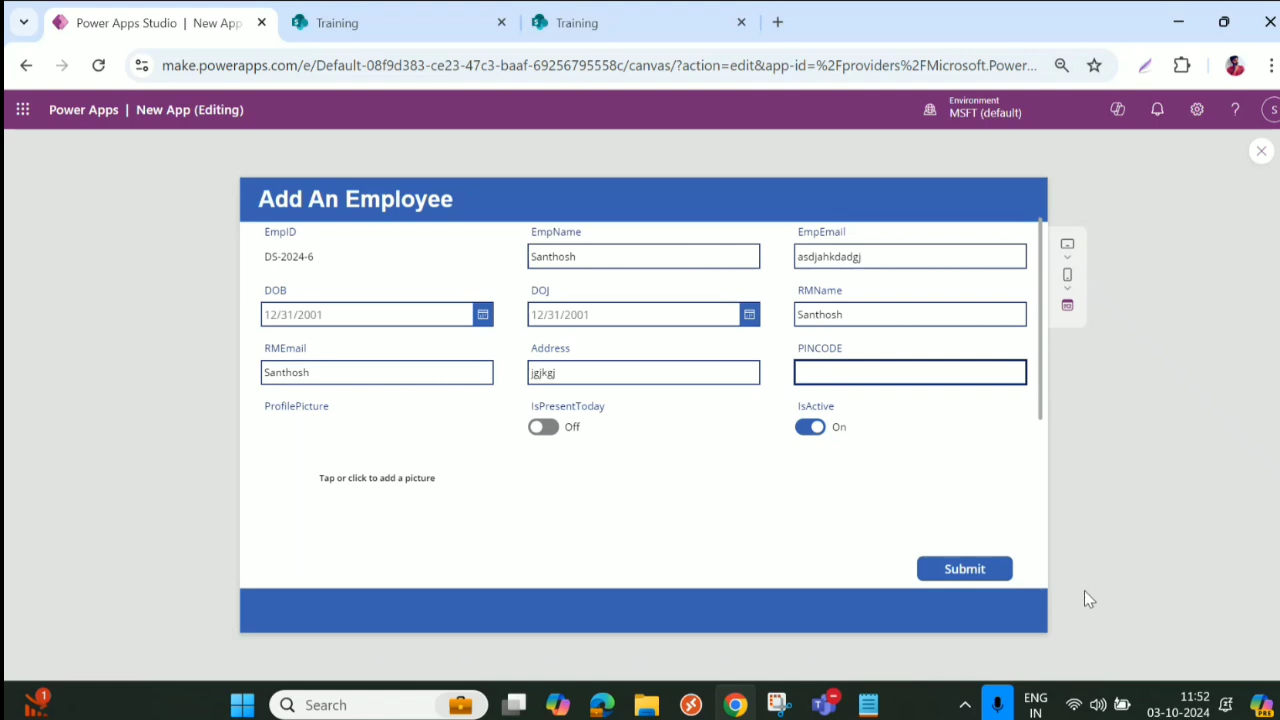 Power Apps Studio | New App
Training
Training
make.powerapps.com/e/Default-08f9d383-ce23-47c3-baaf-69256795558c/canvas/?action=edit&app-id=%2Fproviders%2FMicrosoft.Power...
Power Apps | New App (Editing)
Environment
MSFT (default)
S
Add An Employee
EmpID
EmpName
EmpEmail
DS-2024-6
Santhosh
asdjahkdadgj
DOB
DOJ
RMName
12/31/2001
12/31/2001
Santhosh
RMEmail
Address
PINCODE
Santhosh
jgjkgj
ProfilePicture
IsPresentToday
IsActive
Off
On
Tap or click to add a picture
Submit
1
Search
ENG
IN
11:52
03-10-2024
PRE